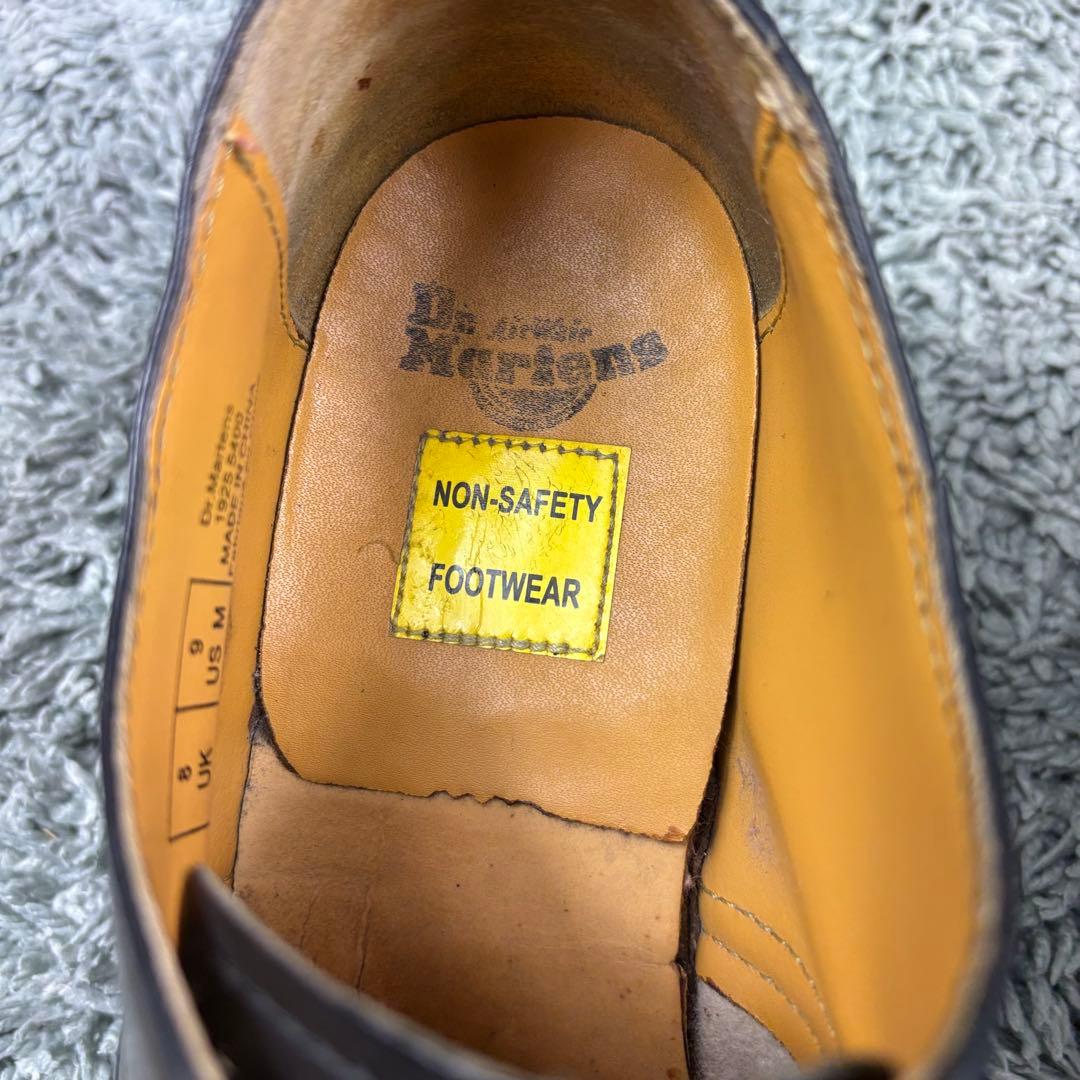 Dr. Martens
AirWair
NON-SAFETY
FOOTWEAR
Dr. Martens
1925 5400
MADE IN CHINA
9
US M
8
UK